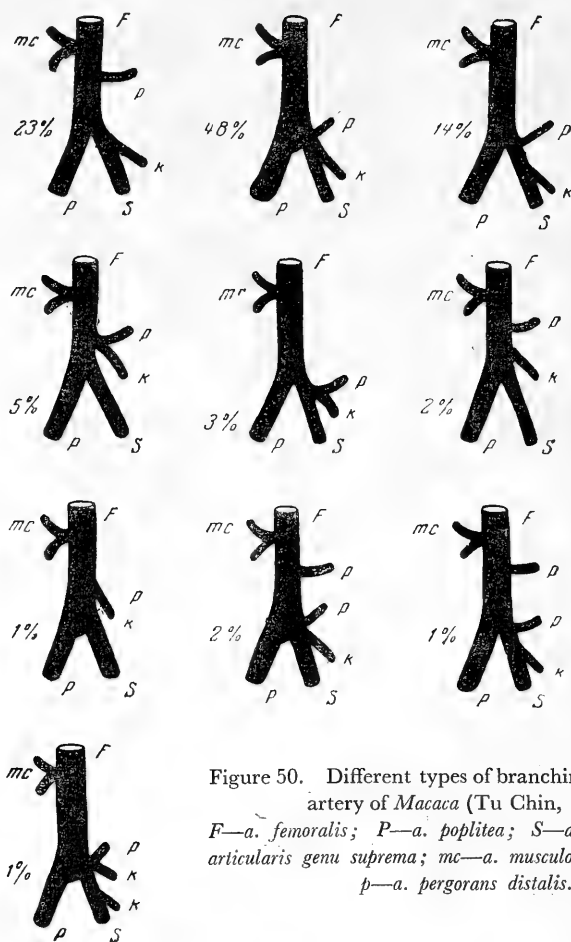 F
mc
p
23%
k
P
S
F
mc
p
48%
k
P
S
F
mc
p
14%
k
P
S
F
mc
p
5%
k
P
S
F
mr
p
3%
k
P
S
F
mc
p
2%
k
P
S
F
mc
p
1%
k
P
S
F
mc
p
2%
p
k
P
S
F
mc
p
1%
p
k
P
S
F
mc
p
1%
k
k
P
S
Figure 50. Different types of branchin
artery of Macaca (Tu Chin,
F—a. femoralis; P—a. poplitea; S—a
articularis genu suprema; mc—a. musculo
p—a. pergorans distalis.